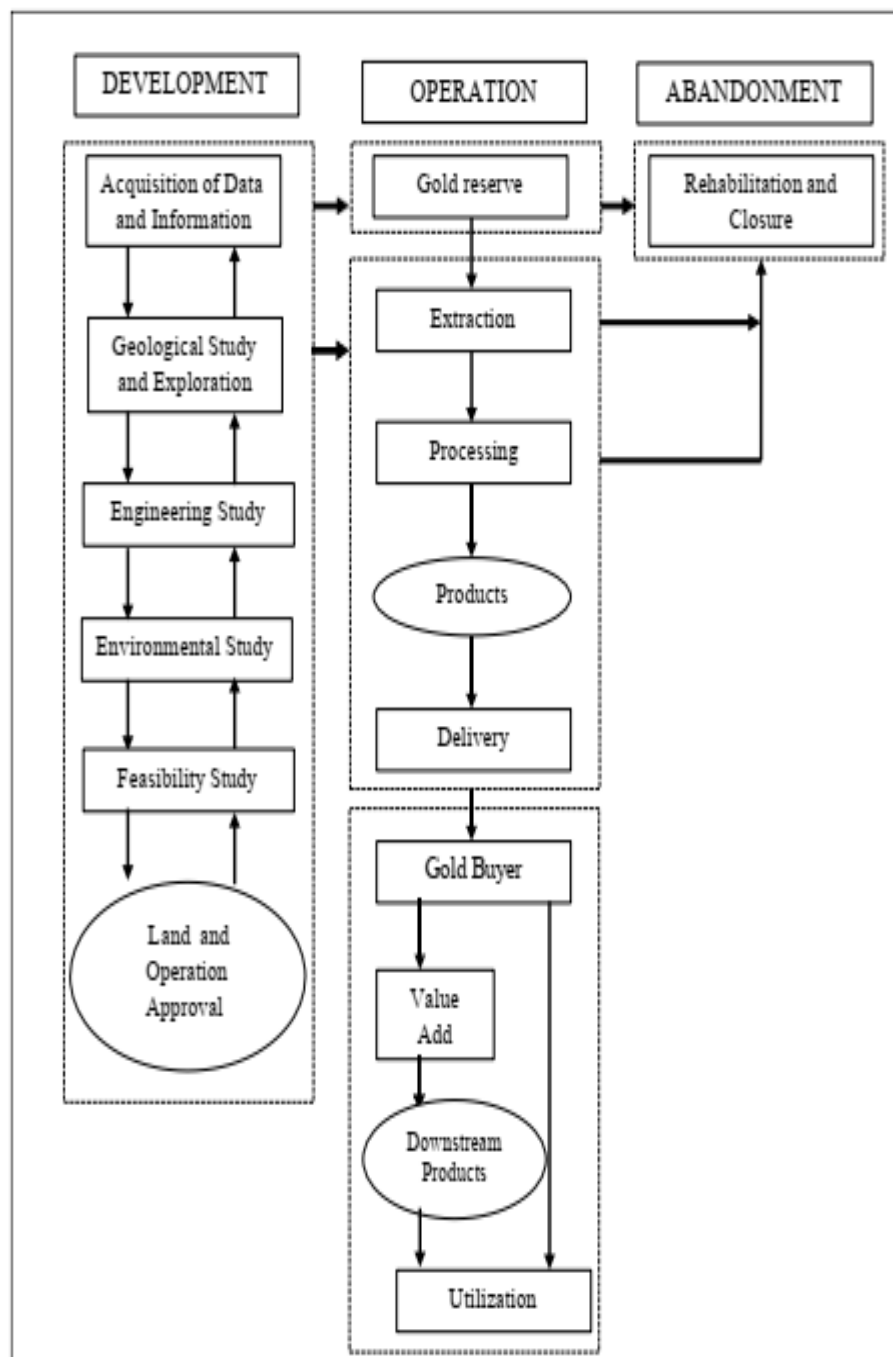 DEVELOPMENT
OPERATION
ABANDONMENT
Acquisition of Data
and Information
Geological Study
and Exploration
Engineering Study
Environmental Study
Feasibility Study
Land and
Operation
Approval
Gold reserve
Extraction
Processing
Products
Delivery
Gold Buyer
Value
Add
Downstream
Products
Utilization
Rehabilitation and
Closure